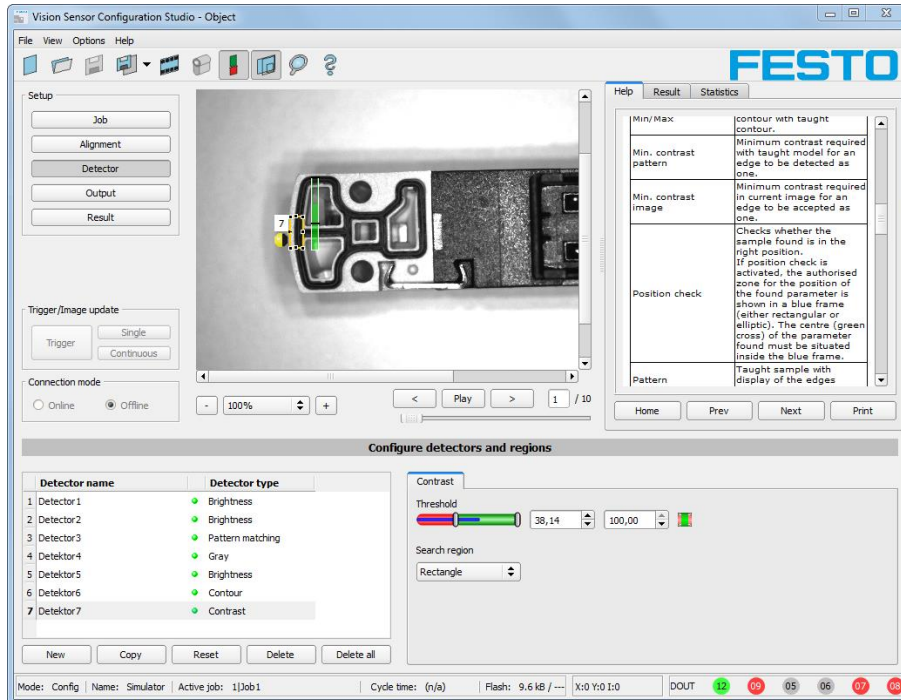 Vision Sensor Configuration Studio - Object
File View Options Help
FESTO
Setup
Job
Alignment
Detector
Output
Result
Trigger/Image update
Trigger
Single
Continuous
Connection mode
Online Offline
7
- 100% +
< Play > 1 / 10
Help Result Statistics
Min/Max contour with taught
contour.
Min. contrast
pattern
Minimum contrast required
with taught model for an
edge to be detected as
one.
Min. contrast
image
Minimum contrast required
in current image for an
edge to be accepted as
one.
Position check
Checks whether the
sample found is in the
right position.
If position check is
activated, the authorised
zone for the position of
the found parameter is
shown in a blue frame
(either rectangular or
elliptic). The centre (green
cross) of the parameter
found must be situated
inside the blue frame.
Pattern
Taught sample with
display of the edges
Home Prev Next Print
Configure detectors and regions
Detector name Detector type
1 Detector1 Brightness
2 Detector2 Brightness
3 Detector3 Pattern matching
4 Detektor4 Gray
5 Detektor5 Brightness
6 Detektor6 Contour
7 Detektor7 Contrast
New Copy Reset Delete Delete all
Contrast
Threshold
38,14 100,00
Search region
Rectangle
Mode: Config Name: Simulator Active job: 1|Job1 Cycle time: (n/a) Flash: 9.6 kB / --- X:0 Y:0 I:0 DOUT 12 09 05 06 07 08